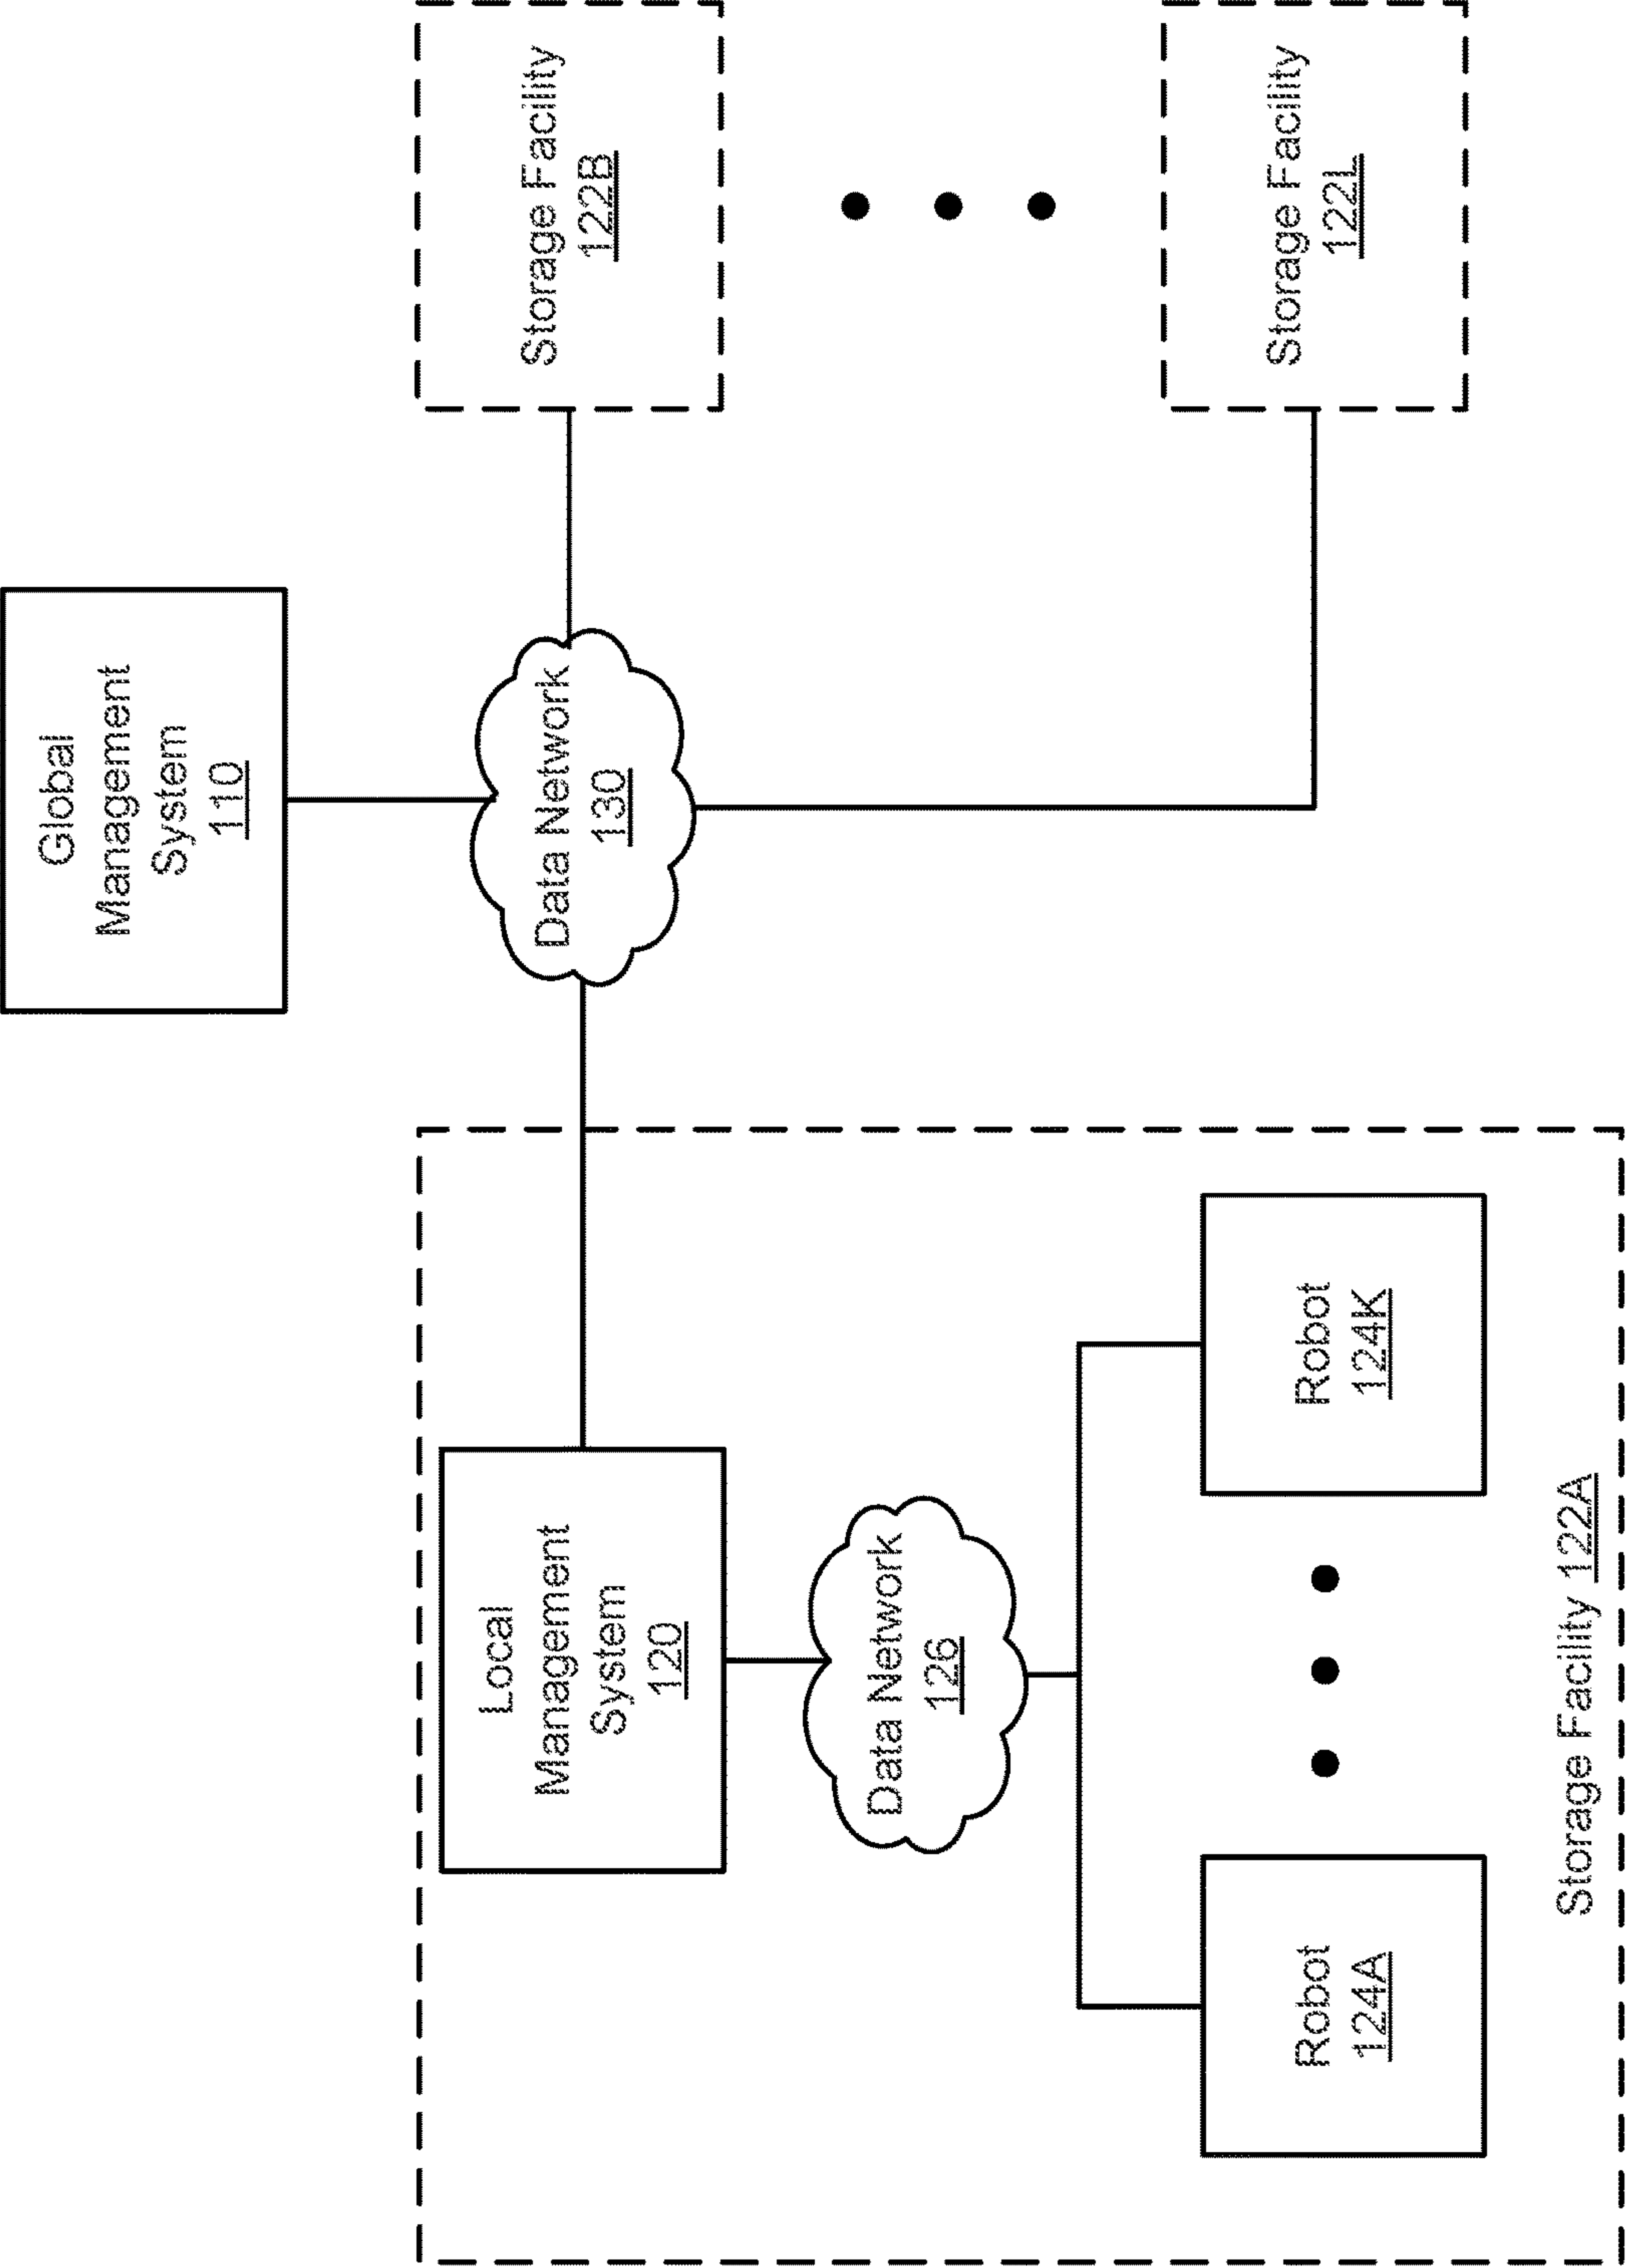 Global
Management
System
110
Data Network
130
Storage Facility
122B
Storage Facility
122L
Local
Management
System
120
Data Network
126
Robot
124A
Robot
124K
Storage Facility 122A